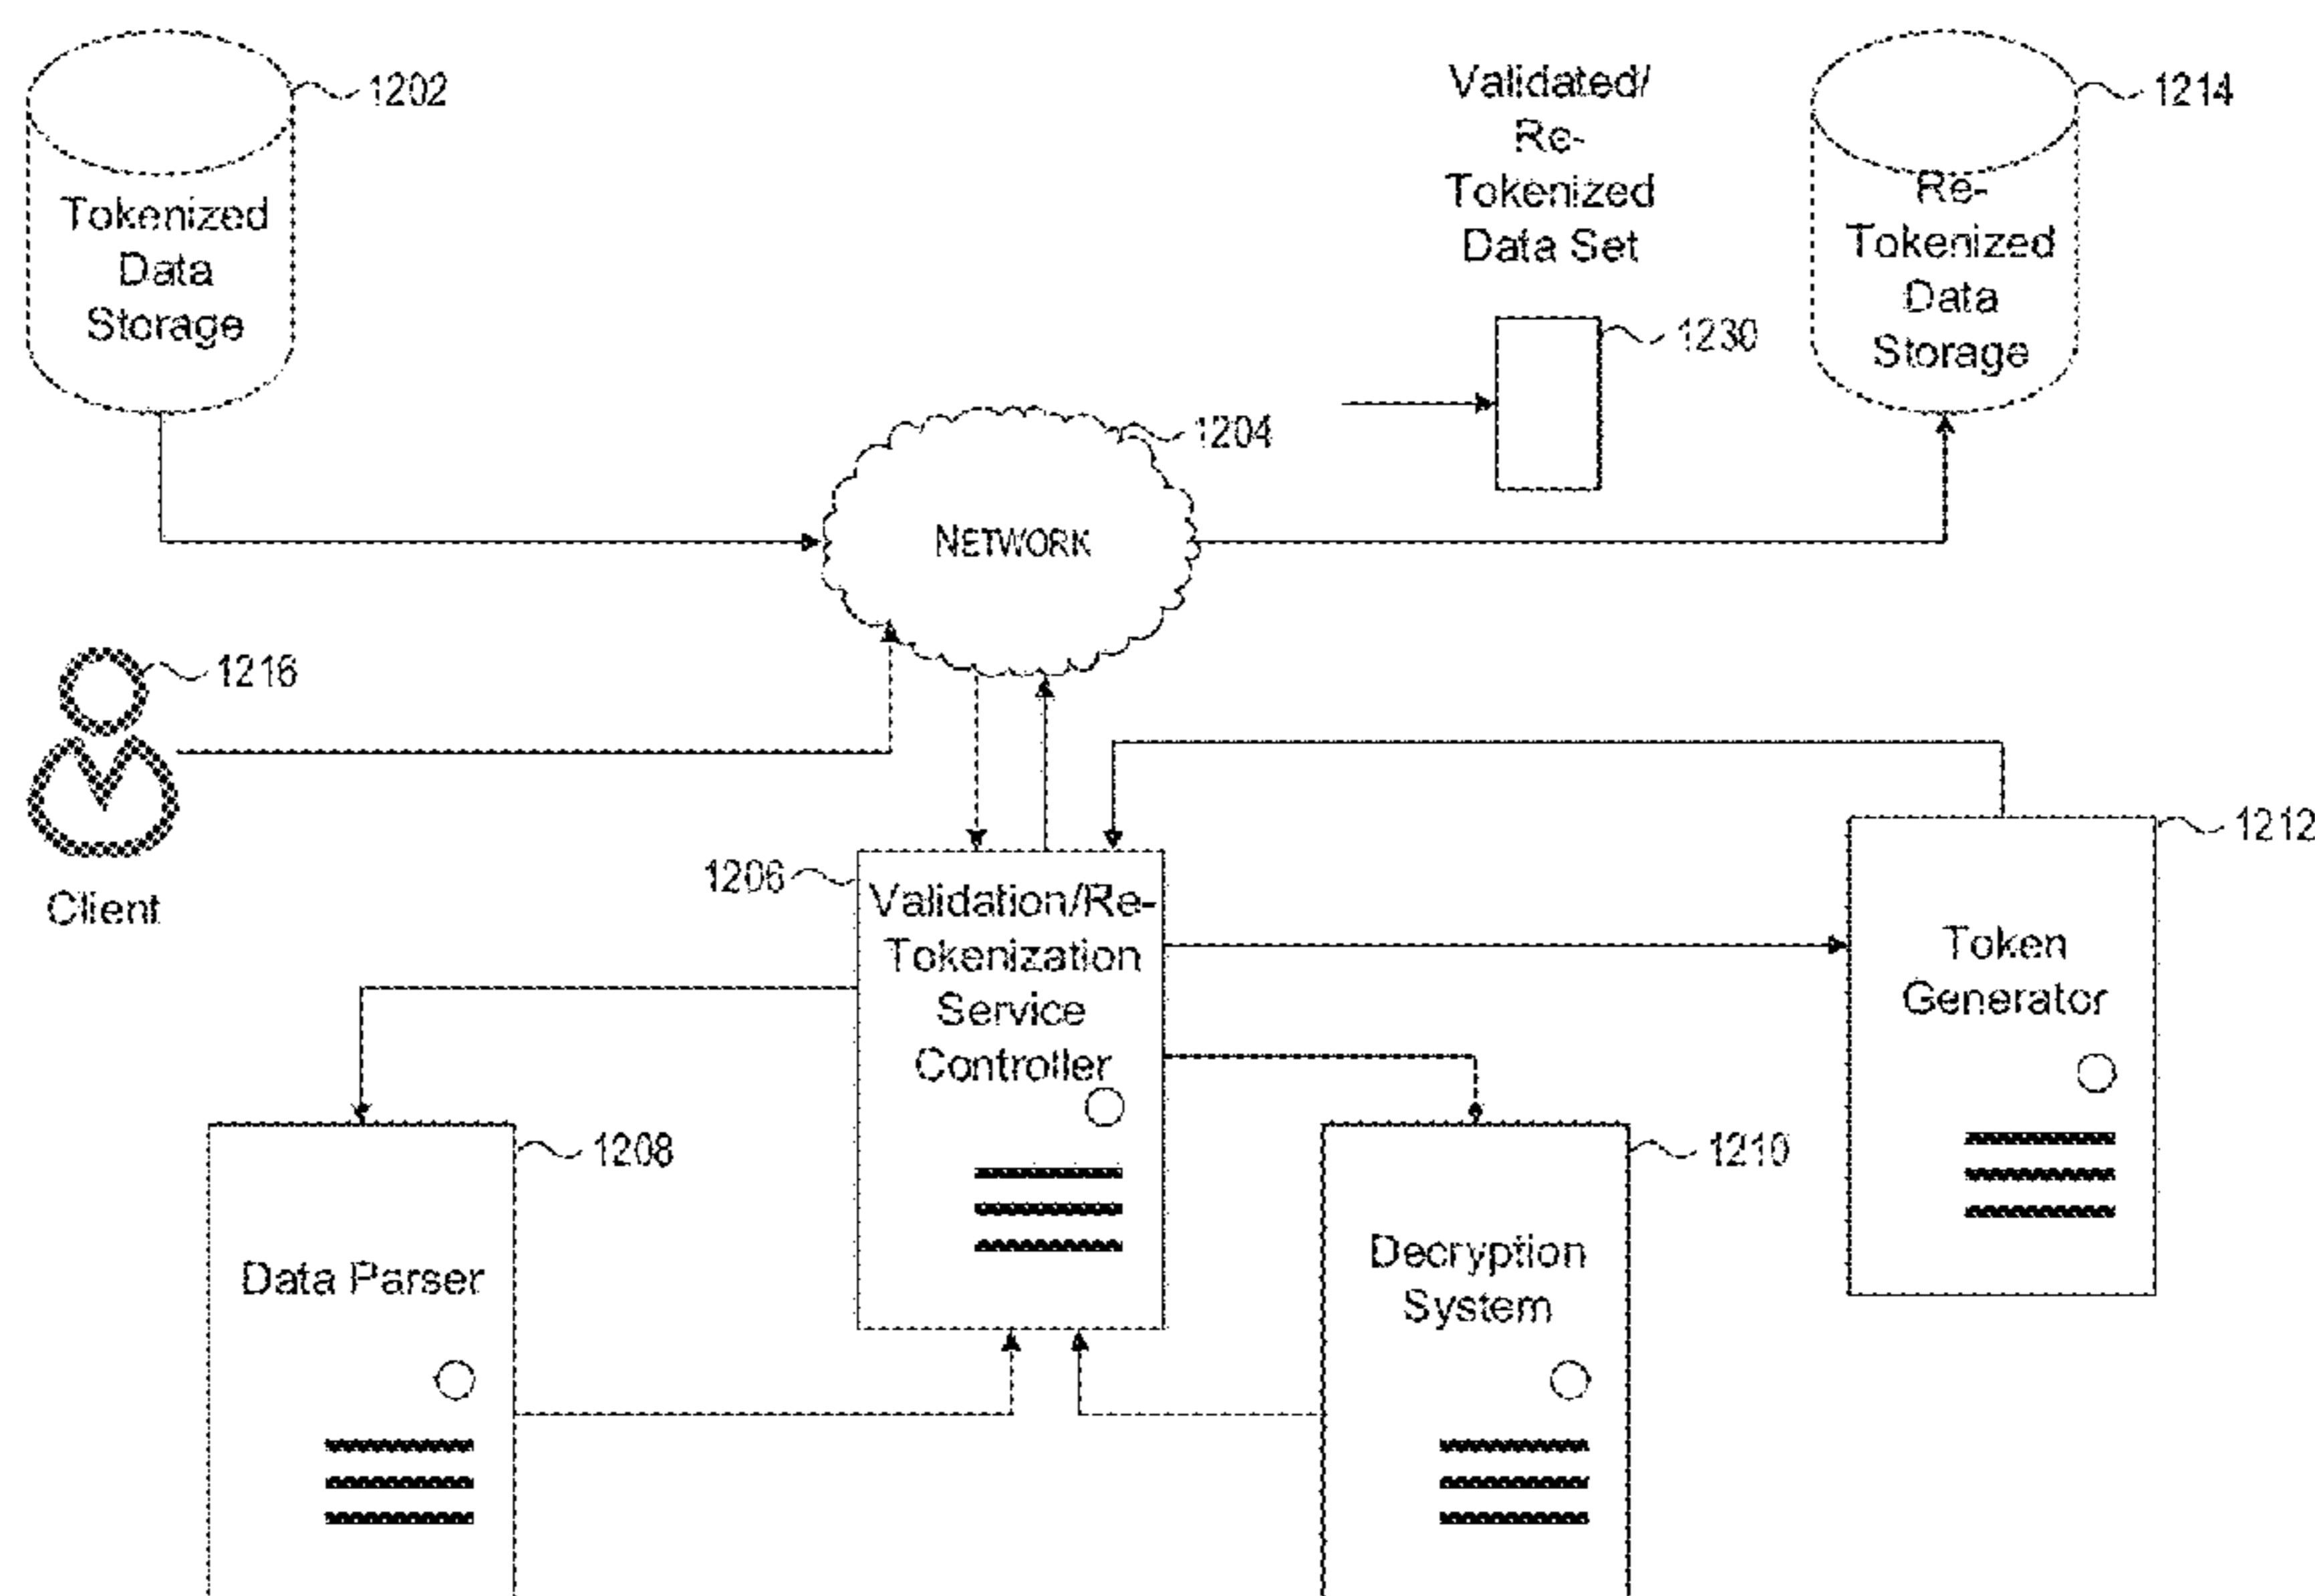 1202
Tokenized
Data
Storage
Validated/
Re-
Tokenized
Data Set
1230
1214
Re-
Tokenized
Data
Storage
1204
NETWORK
1216
Client
1206
Validation/Re-
Tokenization
Service
Controller
1212
Token
Generator
1208
Data Parser
1210
Decryption
System